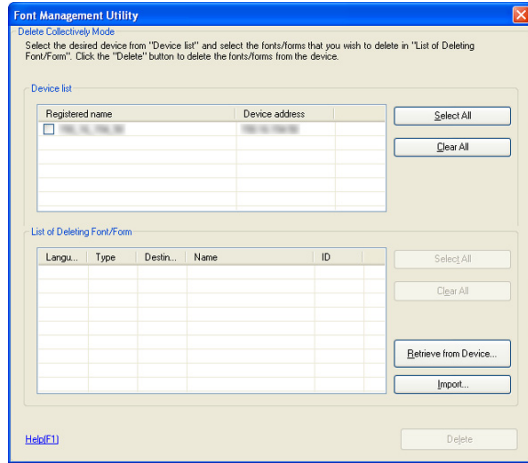 Font Management Utility
Delete Collectively Mode
Select the desired device from "Device list" and select the fonts/forms that you wish to delete in "List of Deleting
Font/Form". Click the "Delete" button to delete the fonts/forms from the device.
Device list
Registered name Device address
Select All
Clear All
List of Deleting Font/Form
Langu... Type Destin... Name ID
Select All
Clear All
Retrieve from Device...
Import...
Help(F1)
Delete